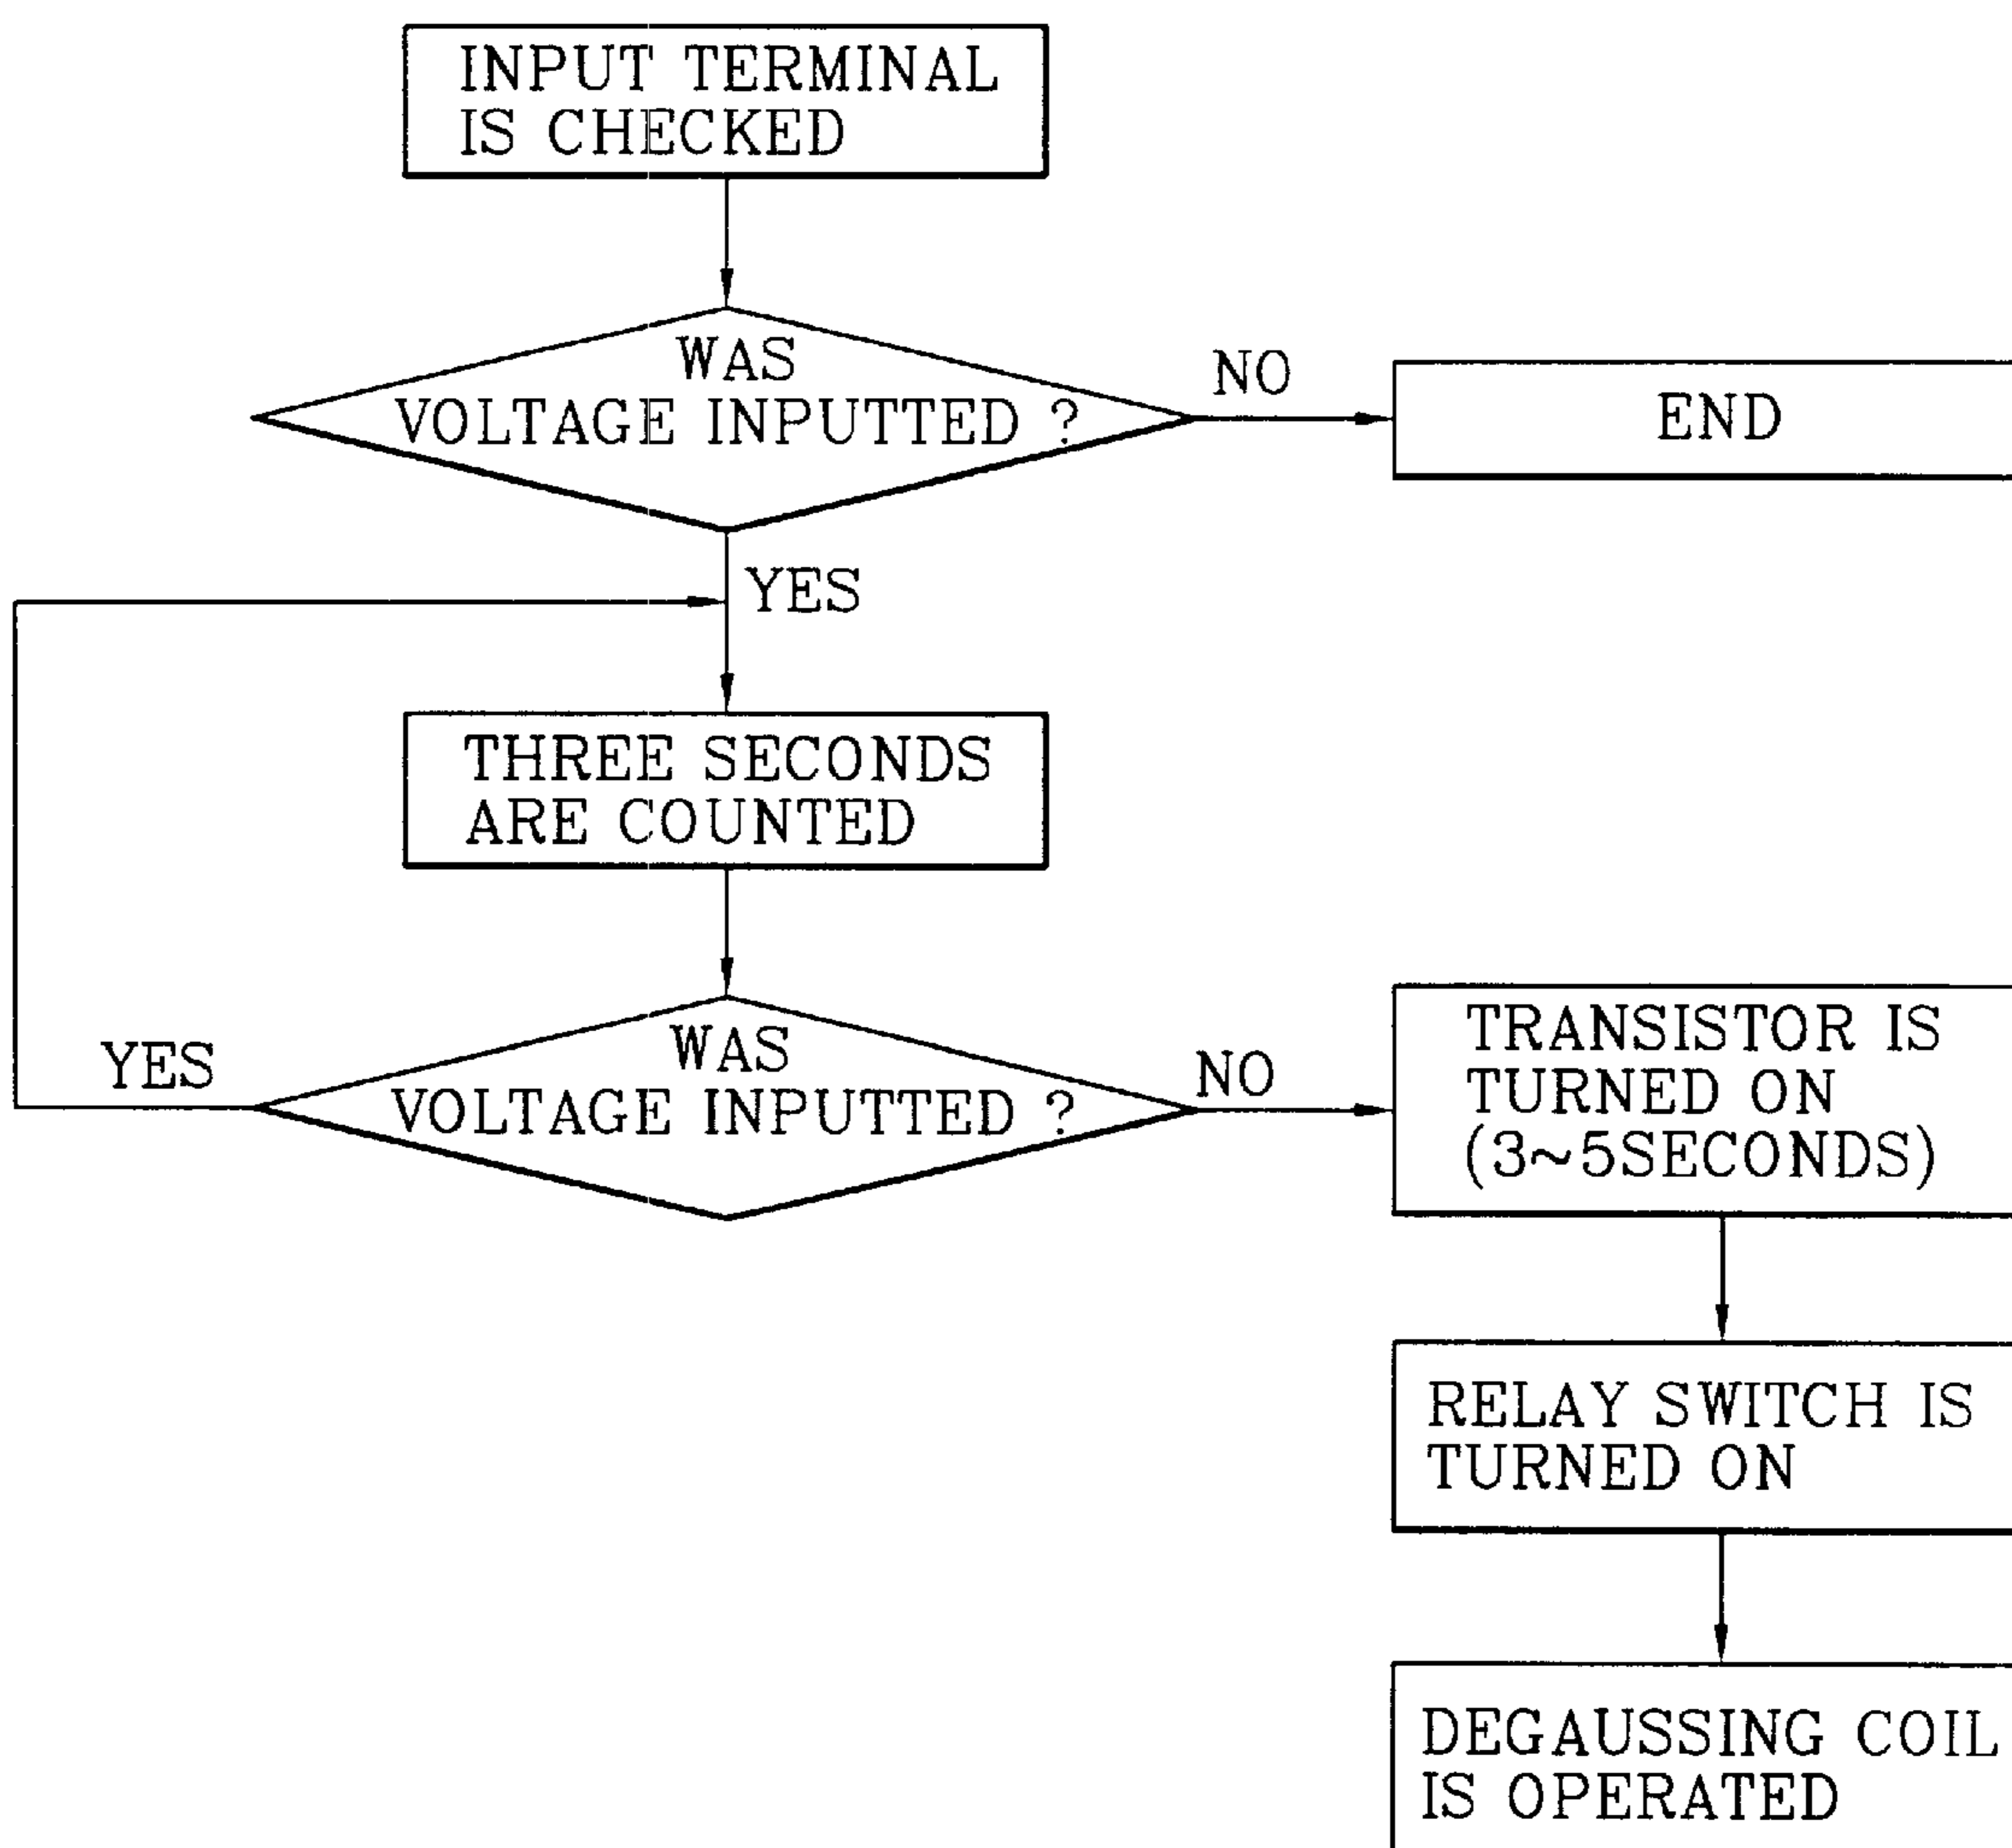 INPUT TERMINAL
IS CHECKED
WAS
VOLTAGE INPUTTED ?
NO
END
YES
THREE SECONDS
ARE COUNTED
WAS
VOLTAGE INPUTTED ?
YES
NO
TRANSISTOR IS
TURNED ON
(3~5SECONDS)
RELAY SWITCH IS
TURNED ON
DEGAUSSING COIL
IS OPERATED